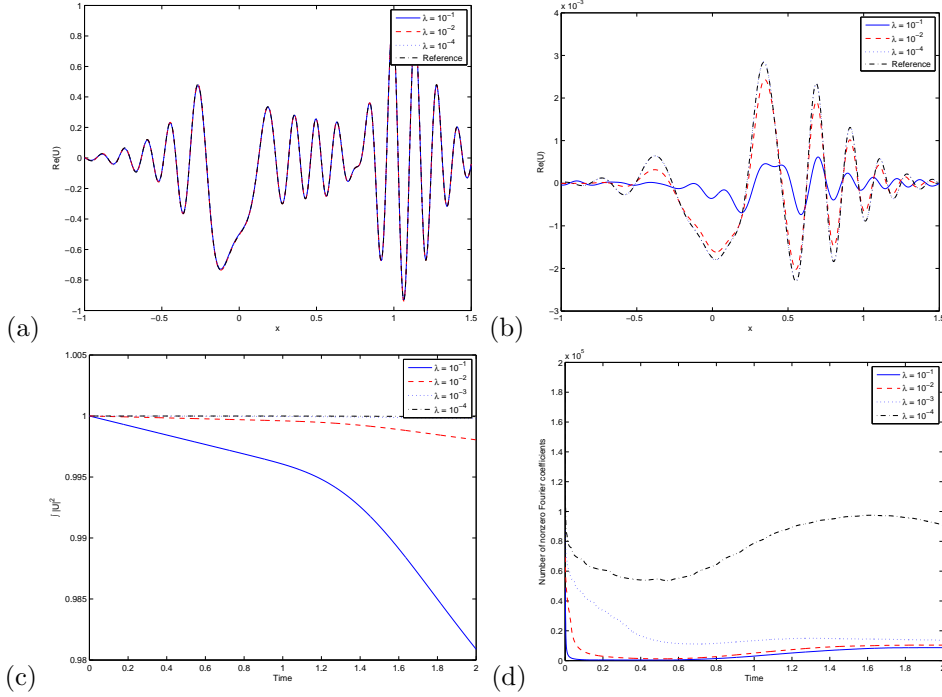 (a)
Re(U)
1
0.8
0.6
0.4
0.2
0
−0.2
−0.4
−0.6
−0.8
−1
−1
−0.5
0
0.5
1
1.5
x
λ = 10⁻¹
λ = 10⁻²
λ = 10⁻⁴
Reference
(b)
Re(U)
x 10⁻³
4
3
2
1
0
−1
−2
−3
−1
−0.5
0
0.5
1
1.5
x
λ = 10⁻¹
λ = 10⁻²
λ = 10⁻⁴
Reference
(c)
∫ |U|²
1.005
1
0.995
0.99
0.985
0.98
0
0.2
0.4
0.6
0.8
1
1.2
1.4
1.6
1.8
2
Time
λ = 10⁻¹
λ = 10⁻²
λ = 10⁻³
λ = 10⁻⁴
(d)
Number of nonzero Fourier coefficients
x 10⁵
2
1.8
1.6
1.4
1.2
1
0.8
0.6
0.4
0.2
0
0
0.2
0.4
0.6
0.8
1
1.2
1.4
1.6
1.8
2
Time
λ = 10⁻¹
λ = 10⁻²
λ = 10⁻³
λ = 10⁻⁴